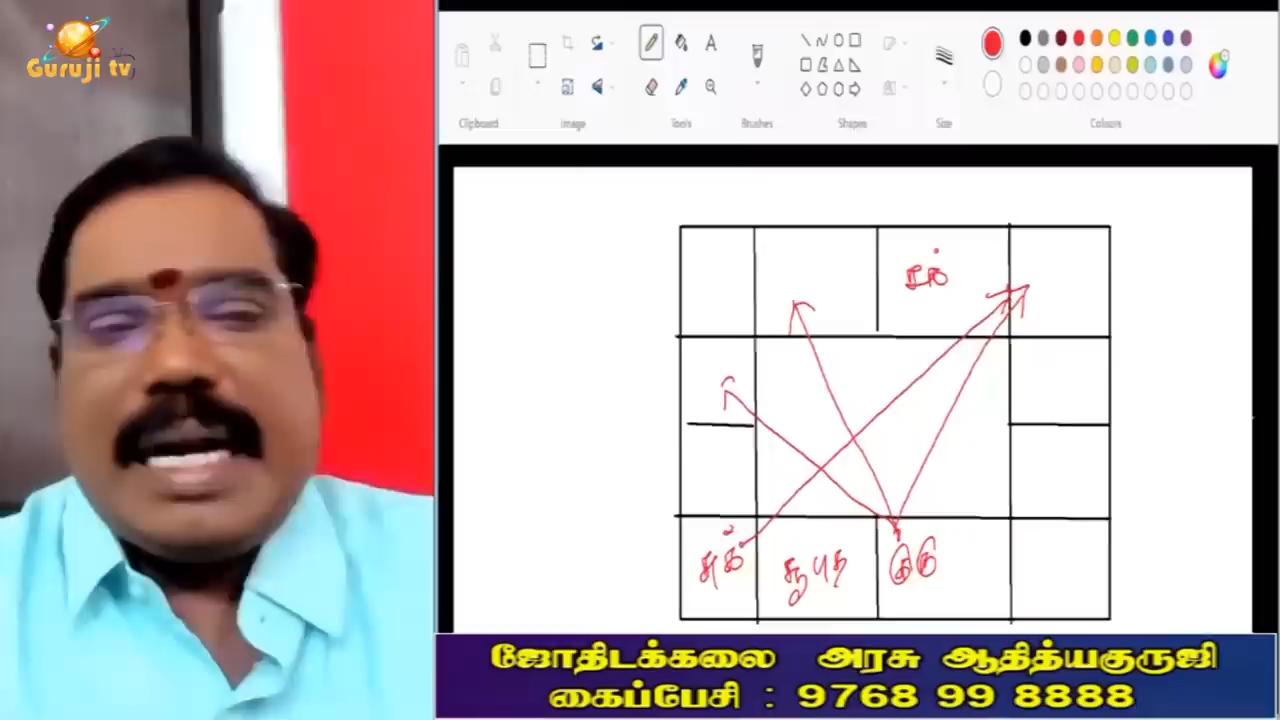 Guruji tv
Clipboard
Image
Tools
Brushes
Shapes
Size
Colours
சுக்
சூ புத
குரு
ஜோதிடக்கலை அரசு ஆதித்யகுருஜி
கைப்பேசி : 9768 99 8888